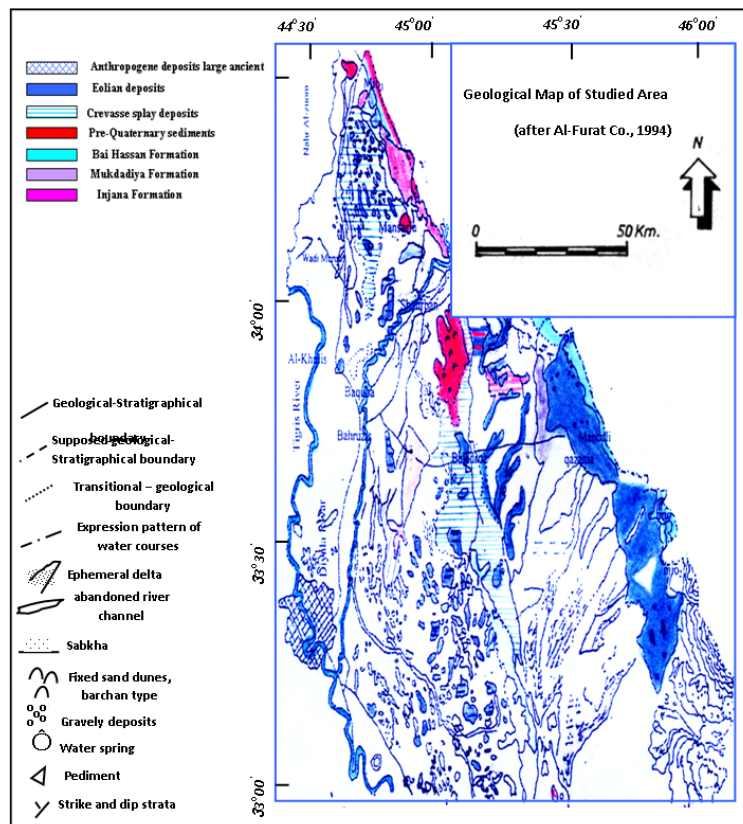 44°30'
45°00'
45°30'
46°00'
Anthropogene deposits large ancient
Eolian deposits
Crevasse splay deposits
Pre-Quaternary sediments
Bai Hassan Formation
Mukdadiya Formation
Injana Formation
Geological Map of Studied Area
(after Al-Furat Co., 1994)
N
0
50 Km.
Wadi
34°00'
Al-Khalis
Baquba
Tigris River
33°30'
33°00'
Geological-Stratigraphical
boundary
Supposed geological-
Stratigraphical boundary
Transitional – geological
boundary
Expression pattern of
water courses
Ephemeral delta
abandoned river
channel
Sabkha
Fixed sand dunes,
barchan type
Gravely deposits
Water spring
Pediment
Strike and dip strata